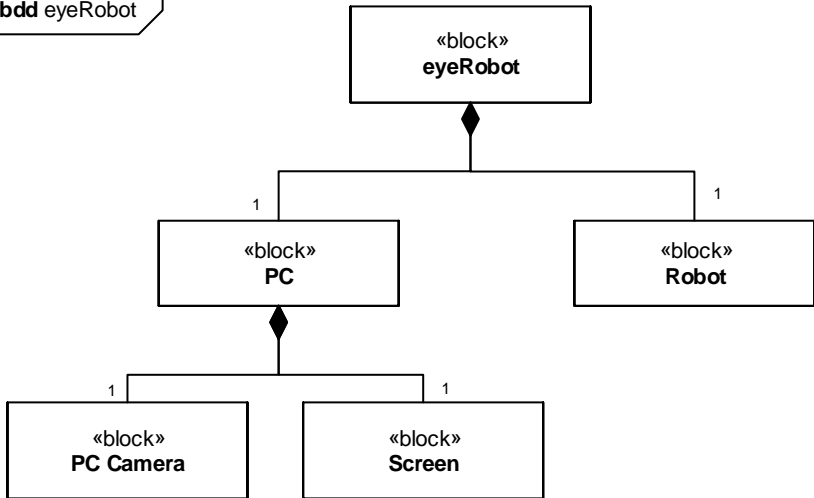 bdd eyeRobot
«block»
eyeRobot
1
1
«block»
PC
«block»
Robot
1
1
«block»
PC Camera
«block»
Screen